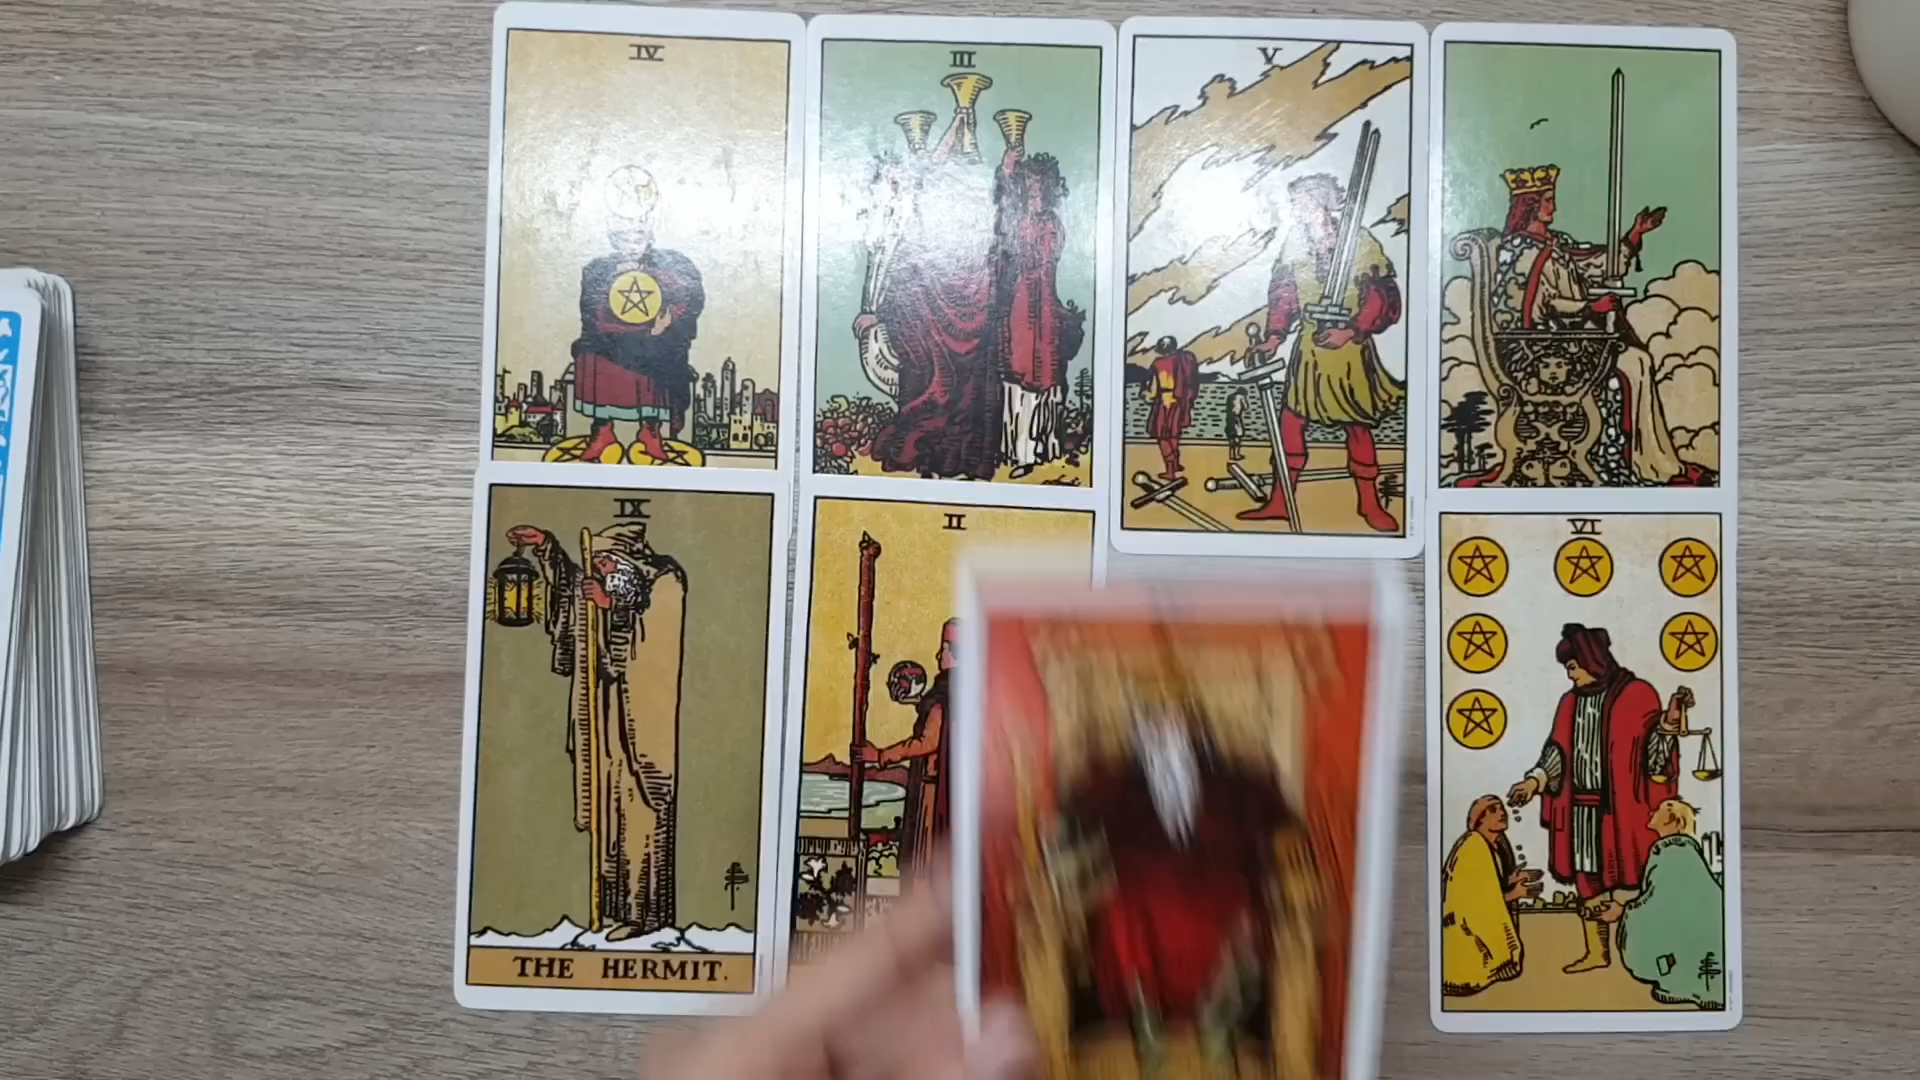 IV
III
V
IX
II
VI
THE HERMIT.